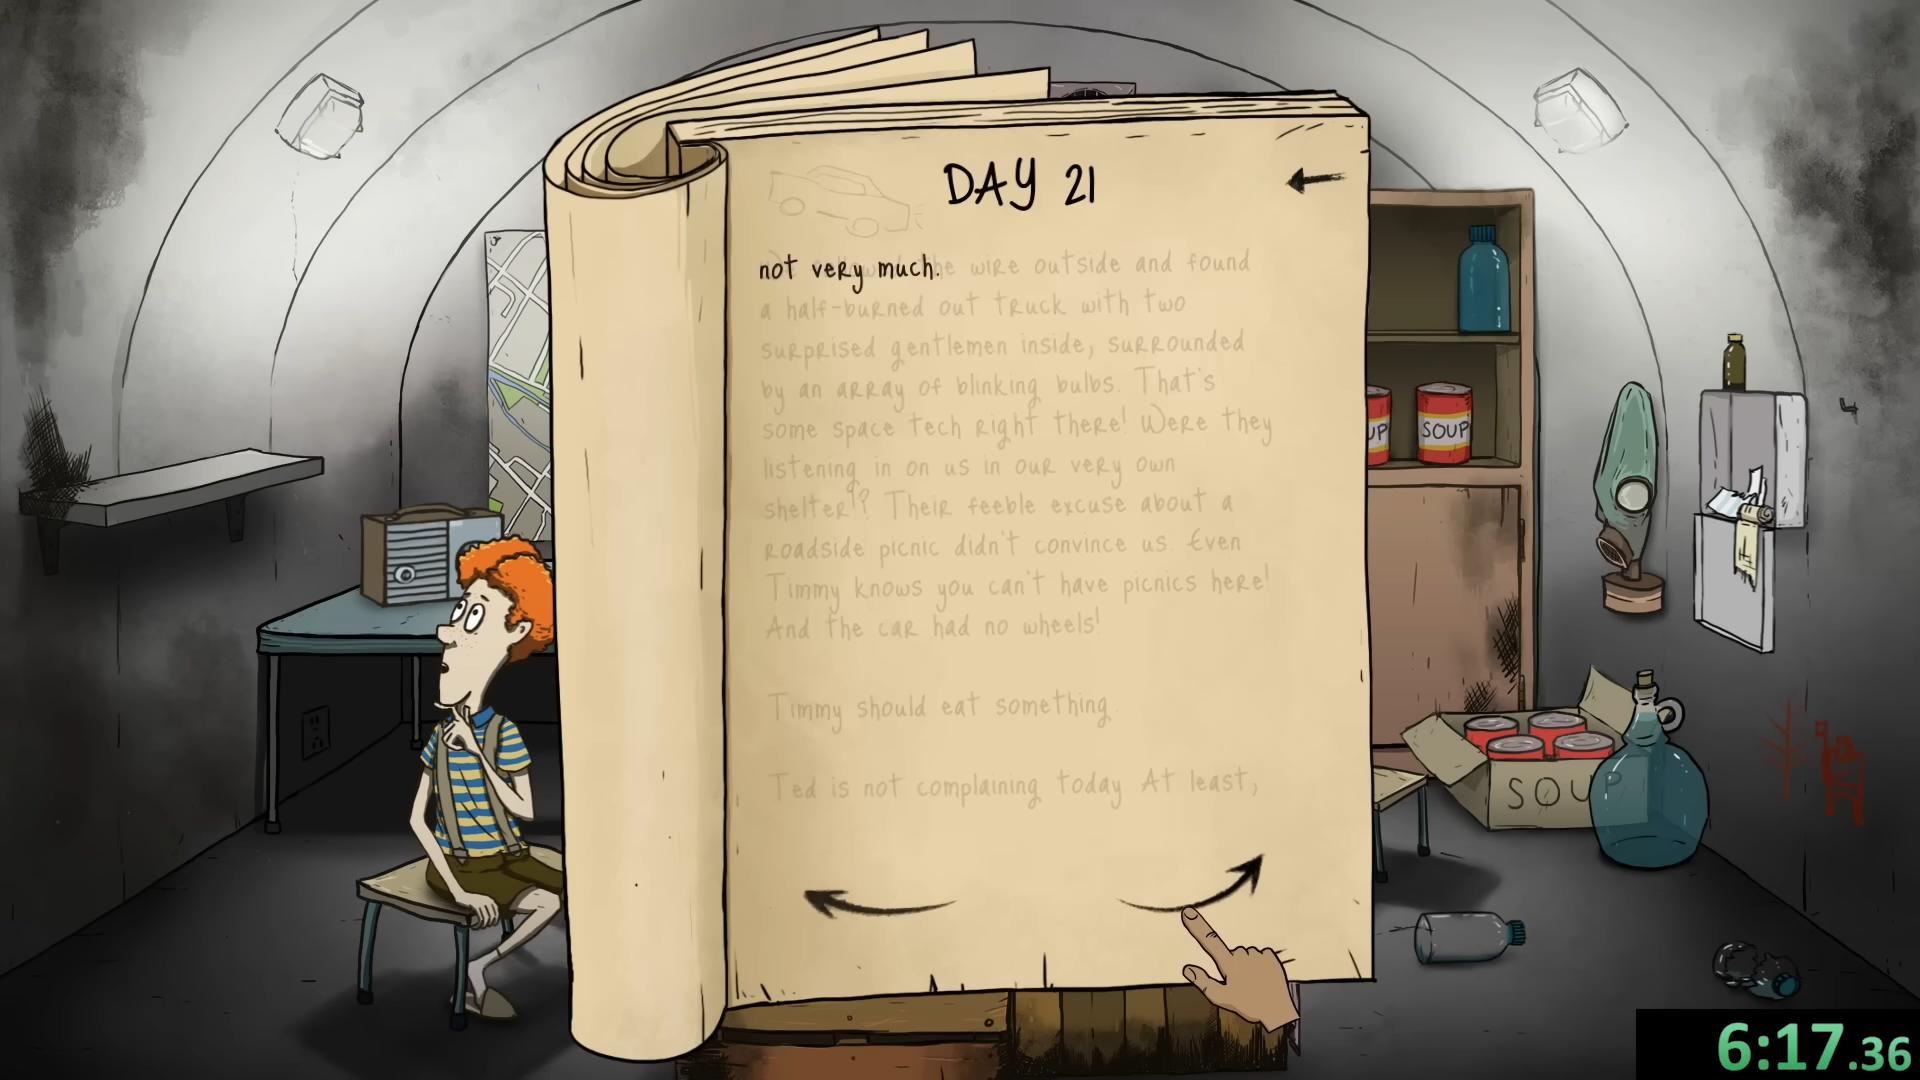 DAY 21
not very much.
the wire outside and found
a half-burned out truck with two
surprised gentlemen inside, surrounded
by an array of blinking bulbs. That's
some space tech right there! Were they
listening in on us in our very own
shelter!? Their feeble excuse about a
roadside picnic didn't convince us. Even
Timmy knows you can't have picnics here!
And the car had no wheels!
Timmy should eat something.
Ted is not complaining today. At least,
UP
SOUP
SOUP
6:17.36